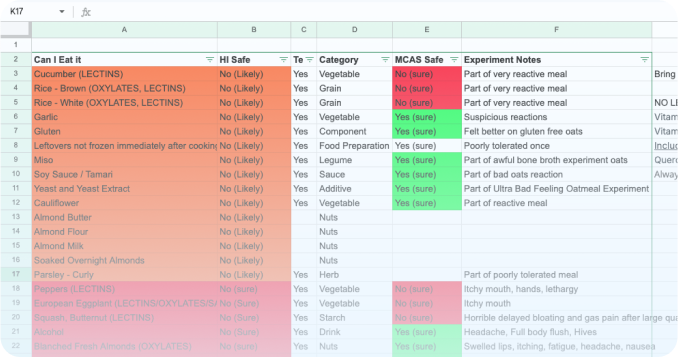 K17 fx
A B C D E F
1
2 Can I Eat it HI Safe Te Category MCAS Safe Experiment Notes
3 Cucumber (LECTINS) No (Likely) Yes Vegetable No (sure) Part of very reactive meal Bring
4 Rice - Brown (OXYLATES, LECTINS) No (Likely) Yes Grain No (sure) Part of very reactive meal
5 Rice - White (OXYLATES, LECTINS) No (Likely) Yes Grain No (sure) Part of very reactive meal NO LE
6 Garlic No (Likely) Yes Vegetable Yes (sure) Suspicious reactions Vitam
7 Gluten No (Likely) Yes Component Yes (sure) Felt better on gluten free oats Vitam
8 Leftovers not frozen immediately after cooking No (Likely) Yes Food Preparation Yes (sure) Poorly tolerated once Includ
9 Miso No (Likely) Yes Legume Yes (sure) Part of awful bone broth experiment oats Querc
10 Soy Sauce / Tamari No (Likely) Yes Sauce Yes (sure) Part of bad oats reaction Alway
11 Yeast and Yeast Extract No (Likely) Yes Additive Yes (sure) Part of Ultra Bad Feeling Oatmeal Experiment
12 Cauliflower No (Likely) Yes Vegetable Yes (sure) Part of reactive meal
13 Almond Butter No (Likely) Nuts
14 Almond Flour No (Likely) Nuts
15 Almond Milk No (Likely) Nuts
16 Soaked Overnight Almonds No (Likely) Nuts
17 Parsley - Curly No (Likely) Yes Herb Part of poorly tolerated meal
18 Peppers (LECTINS) No (Sure) Yes Vegetable No (sure) Itchy mouth, hands, lethargy
19 European Eggplant (LECTINS/OXYLATES/SA No (Sure) Yes Vegetable No (sure) Itchy mouth
20 Squash, Butternut (LECTINS) No (Sure) Yes Starch No (sure) Horrible delayed bloating and gas pain after large qua
21 Alcohol No (Sure) Yes Drink Yes (sure) Headache, Full body flush, Hives
22 Blanched Fresh Almonds (OXYLATES) No (Sure) Yes Nuts Yes (sure) Swelled lips, itching, fatigue, headache, nausea